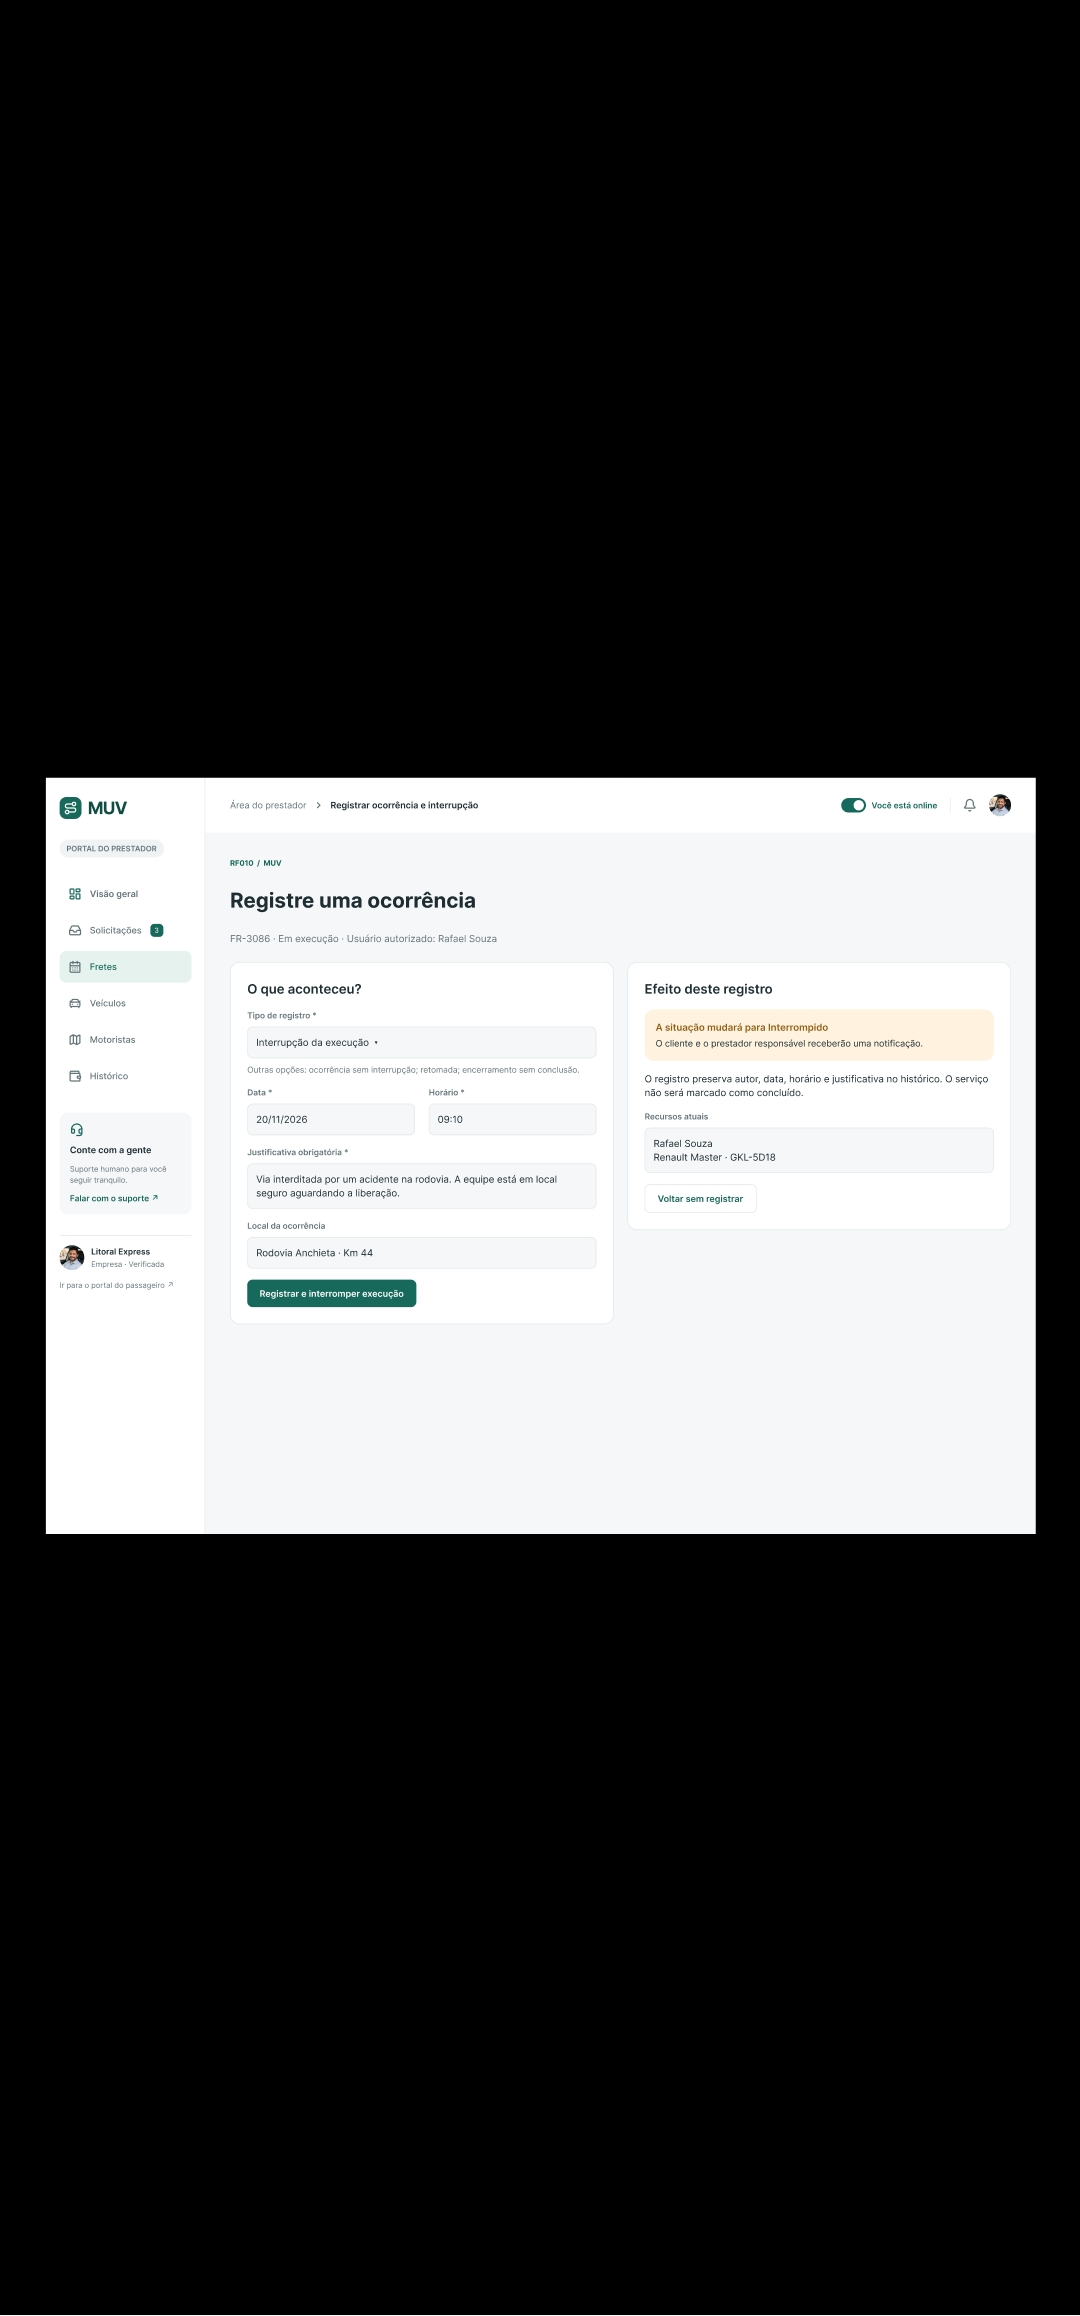 MUV
PORTAL DO PRESTADOR
Visão geral
Solicitações 3
Fretes
Veículos
Motoristas
Histórico
Conte com a gente
Suporte humano para você
seguir tranquilo.
Falar com o suporte ↗
Litoral Express
Empresa · Verificada
Ir para o portal do passageiro ↗
Área do prestador > Registrar ocorrência e interrupção
Você está online
RF010 / MUV
Registre uma ocorrência
FR-3086 · Em execução · Usuário autorizado: Rafael Souza
O que aconteceu?
Tipo de registro *
Interrupção da execução ▾
Outras opções: ocorrência sem interrupção; retomada; encerramento sem conclusão.
Data *
20/11/2026
Horário *
09:10
Justificativa obrigatória *
Via interditada por um acidente na rodovia. A equipe está em local
seguro aguardando a liberação.
Local da ocorrência
Rodovia Anchieta · Km 44
Registrar e interromper execução
Efeito deste registro
A situação mudará para Interrompido
O cliente e o prestador responsável receberão uma notificação.
O registro preserva autor, data, horário e justificativa no histórico. O serviço
não será marcado como concluído.
Recursos atuais
Rafael Souza
Renault Master · GKL-5D18
Voltar sem registrar